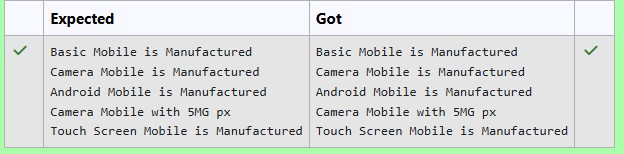 Expected Got
Basic Mobile is Manufactured Basic Mobile is Manufactured
Camera Mobile is Manufactured Camera Mobile is Manufactured
Android Mobile is Manufactured Android Mobile is Manufactured
Camera Mobile with 5MG px Camera Mobile with 5MG px
Touch Screen Mobile is Manufactured Touch Screen Mobile is Manufactured